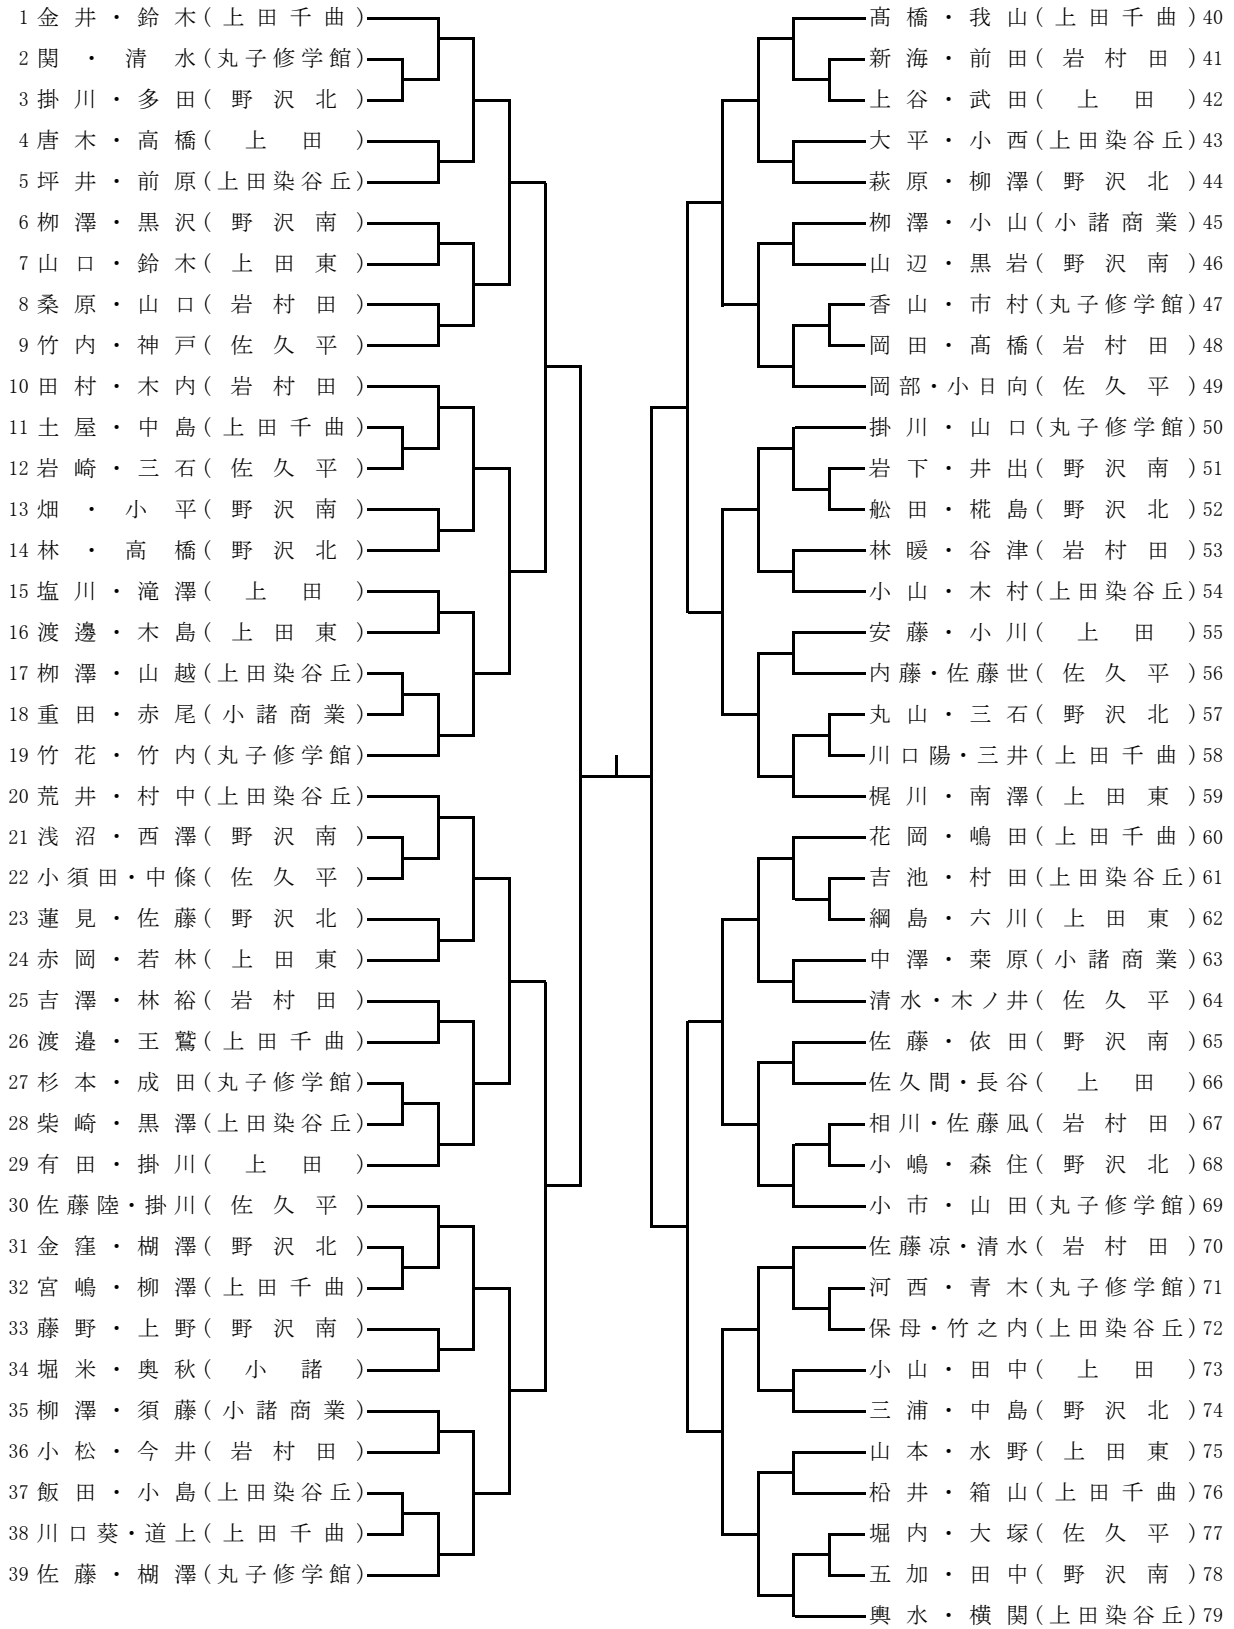 1 金井・鈴木(上田千曲)
2 関・清水(丸子修学館)
3 掛川・多田(野沢北)
4 唐木・高橋(上田)
5 坪井・前原(上田染谷丘)
6 栁澤・黒沢(野沢南)
7 山口・鈴木(上田東)
8 桑原・山口(岩村田)
9 竹内・神戸(佐久平)
10 田村・木内(岩村田)
11 土屋・中島(上田千曲)
12 岩崎・三石(佐久平)
13 畑・小平(野沢南)
14 林・高橋(野沢北)
15 塩川・滝澤(上田)
16 渡邊・木島(上田東)
17 栁澤・山越(上田染谷丘)
18 重田・赤尾(小諸商業)
19 竹花・竹内(丸子修学館)
20 荒井・村中(上田染谷丘)
21 浅沼・西澤(野沢南)
22 小須田・中條(佐久平)
23 蓮見・佐藤(野沢北)
24 赤岡・若林(上田東)
25 吉澤・林裕(岩村田)
26 渡邉・王鷲(上田千曲)
27 杉本・成田(丸子修学館)
28 柴崎・黒澤(上田染谷丘)
29 有田・掛川(上田)
30 佐藤陸・掛川(佐久平)
31 金窪・楜澤(野沢北)
32 宮嶋・柳澤(上田千曲)
33 藤野・上野(野沢南)
34 堀米・奥秋(小諸)
35 柳澤・須藤(小諸商業)
36 小松・今井(岩村田)
37 飯田・小島(上田染谷丘)
38 川口葵・道上(上田千曲)
39 佐藤・楜澤(丸子修学館)
髙橋・我山(上田千曲)40
新海・前田(岩村田)41
上谷・武田(上田)42
大平・小西(上田染谷丘)43
萩原・柳澤(野沢北)44
栁澤・小山(小諸商業)45
山辺・黒岩(野沢南)46
香山・市村(丸子修学館)47
岡田・髙橋(岩村田)48
岡部・小日向(佐久平)49
掛川・山口(丸子修学館)50
岩下・井出(野沢南)51
舩田・椛島(野沢北)52
林暖・谷津(岩村田)53
小山・木村(上田染谷丘)54
安藤・小川(上田)55
内藤・佐藤世(佐久平)56
丸山・三石(野沢北)57
川口陽・三井(上田千曲)58
梶川・南澤(上田東)59
花岡・嶋田(上田千曲)60
吉池・村田(上田染谷丘)61
綱島・六川(上田東)62
中澤・桒原(小諸商業)63
清水・木ノ井(佐久平)64
佐藤・依田(野沢南)65
佐久間・長谷(上田)66
相川・佐藤凪(岩村田)67
小嶋・森住(野沢北)68
小市・山田(丸子修学館)69
佐藤凉・清水(岩村田)70
河西・青木(丸子修学館)71
保母・竹之内(上田染谷丘)72
小山・田中(上田)73
三浦・中島(野沢北)74
山本・水野(上田東)75
松井・箱山(上田千曲)76
堀内・大塚(佐久平)77
五加・田中(野沢南)78
輿水・横関(上田染谷丘)79